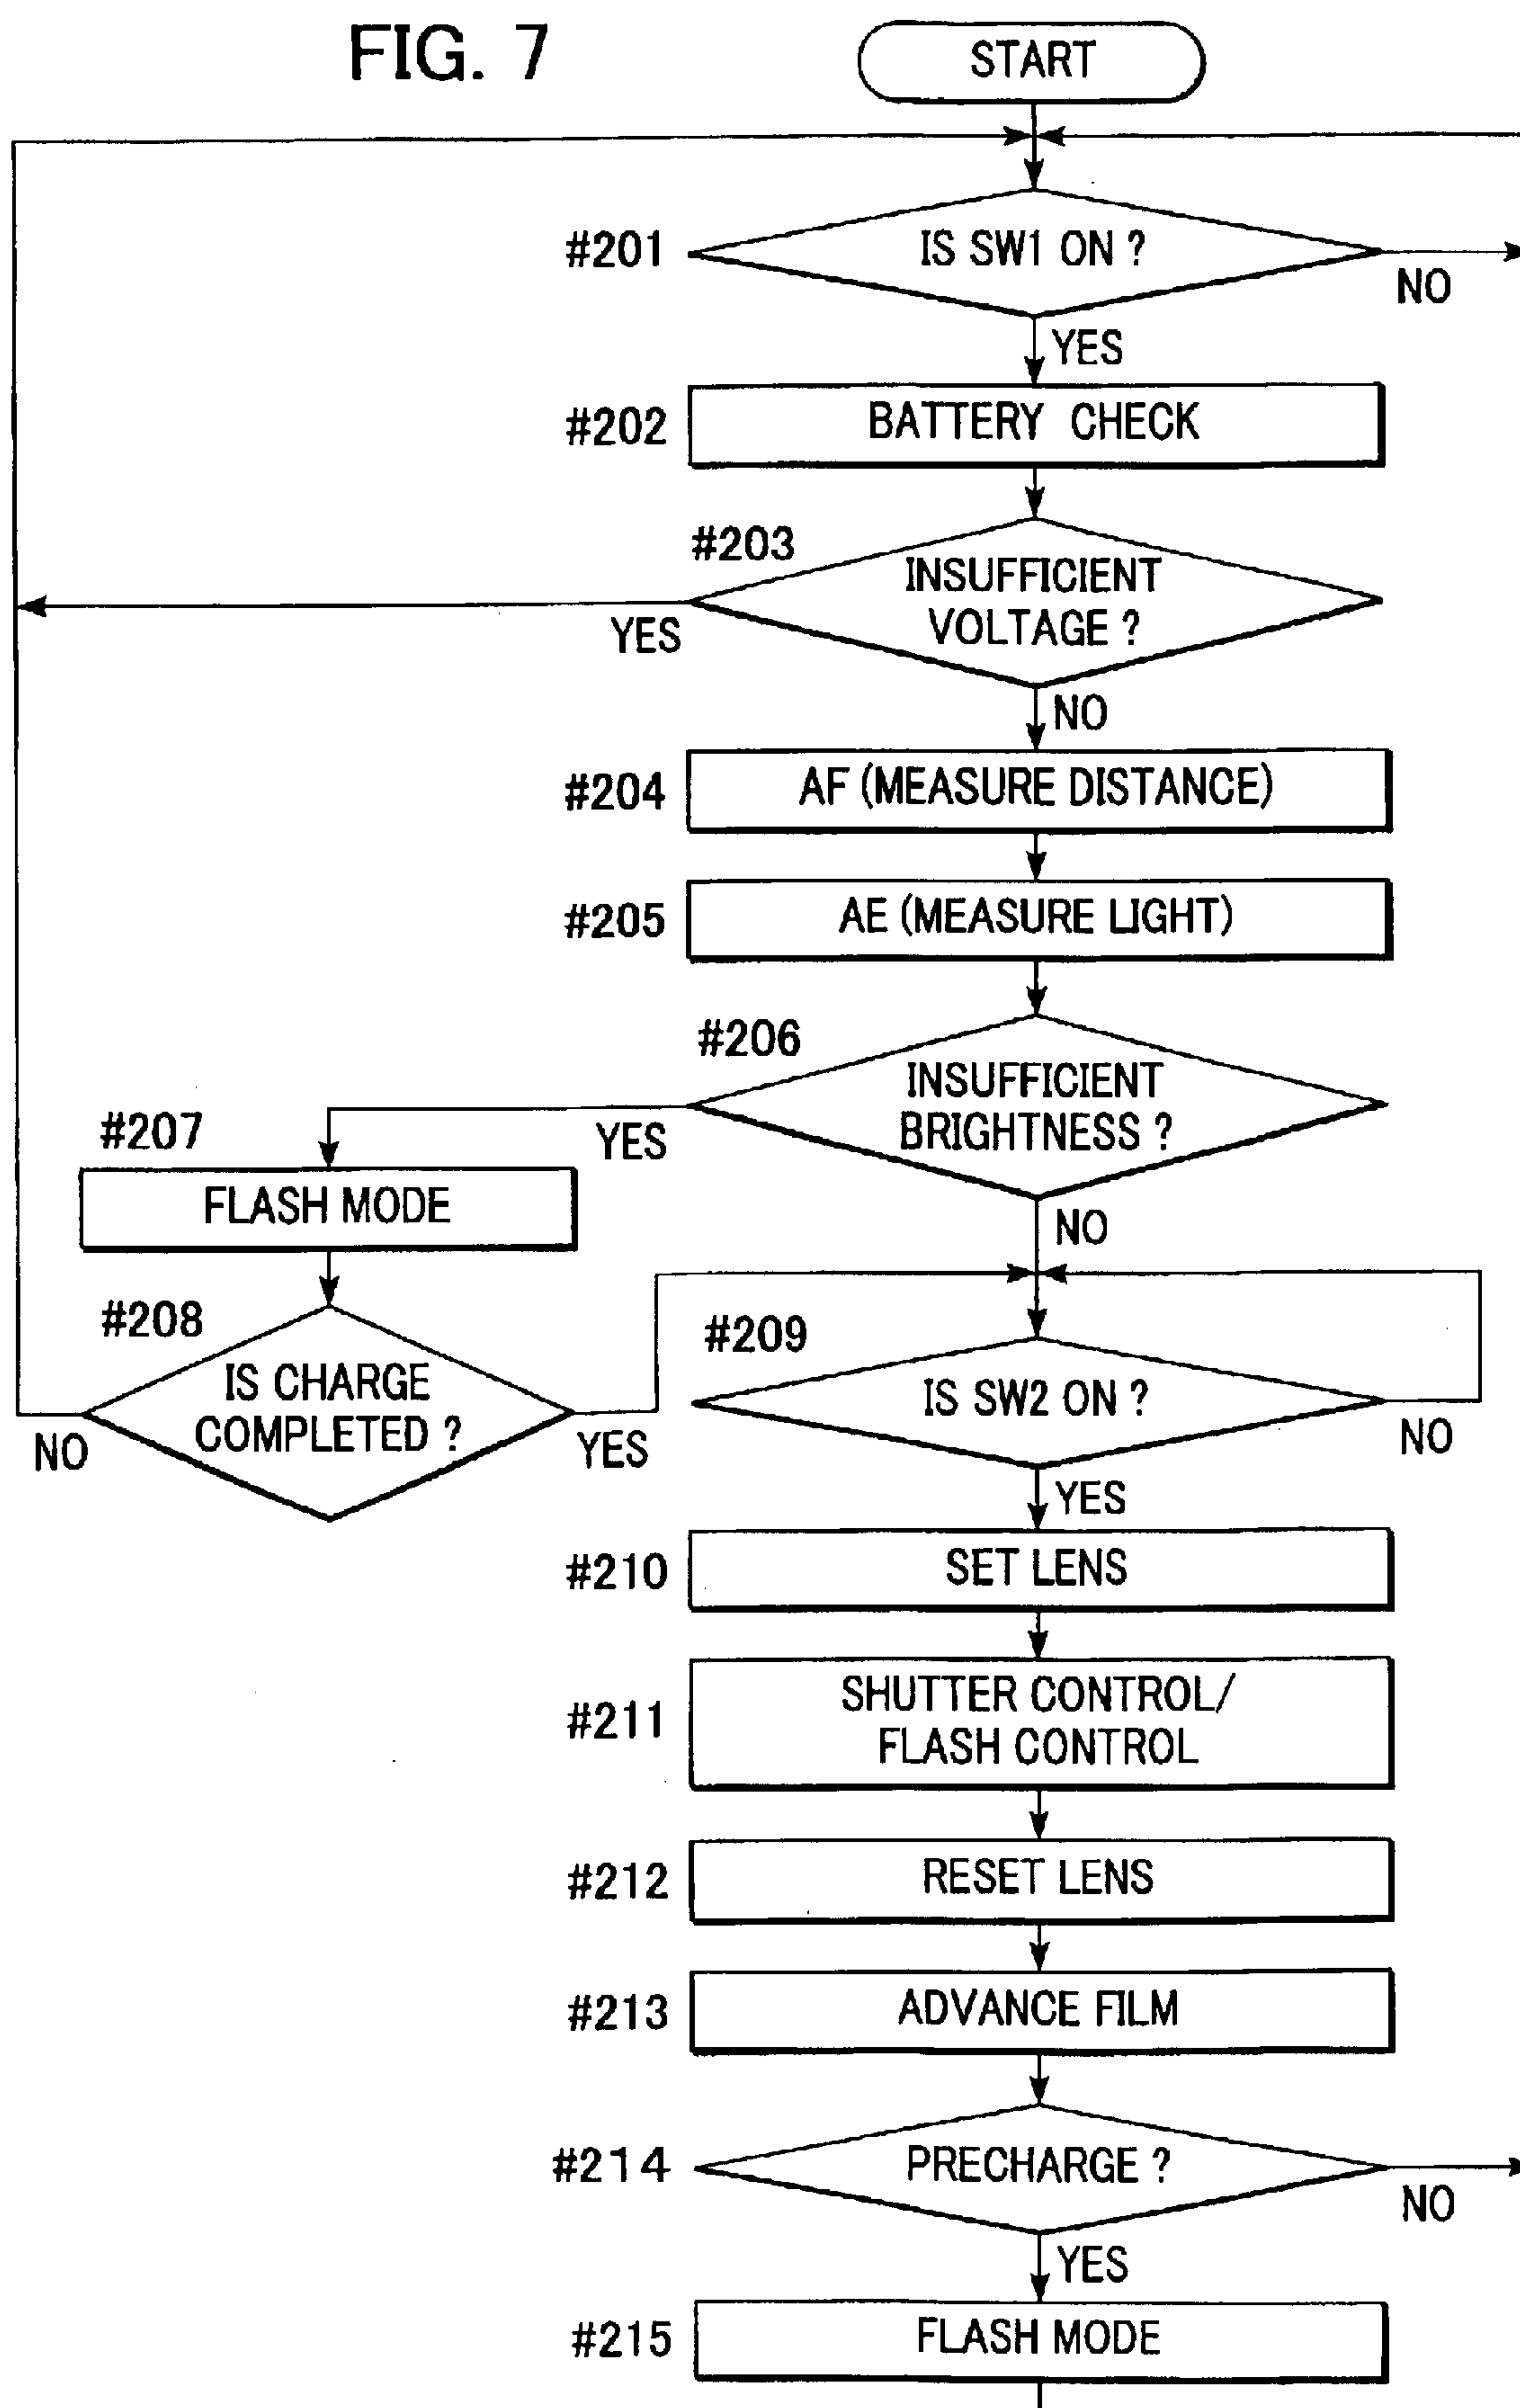 FIG. 7
START
#201
IS SW1 ON ?
NO
YES
#202
BATTERY CHECK
#203
INSUFFICIENT
VOLTAGE ?
YES
NO
#204
AF (MEASURE DISTANCE)
#205
AE (MEASURE LIGHT)
#206
INSUFFICIENT
BRIGHTNESS ?
YES
NO
#207
FLASH MODE
#208
IS CHARGE
COMPLETED ?
NO
YES
#209
IS SW2 ON ?
NO
YES
#210
SET LENS
#211
SHUTTER CONTROL/
FLASH CONTROL
#212
RESET LENS
#213
ADVANCE FILM
#214
PRECHARGE ?
NO
YES
#215
FLASH MODE